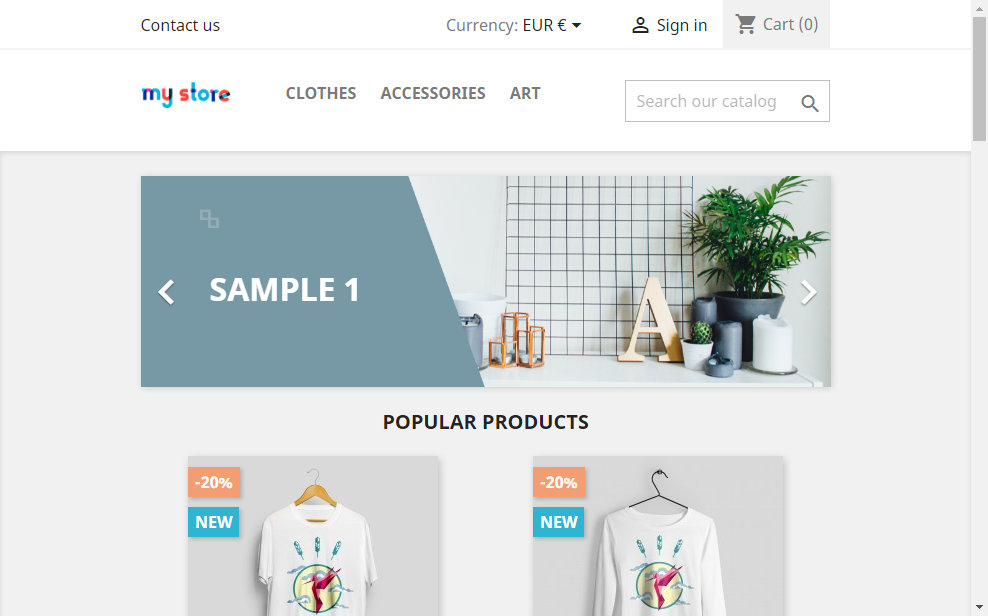 Contact us
Currency: EUR €
Sign in
Cart (0)
my store
CLOTHES
ACCESSORIES
ART
Search our catalog
SAMPLE 1
A
POPULAR PRODUCTS
-20%
NEW
-20%
NEW